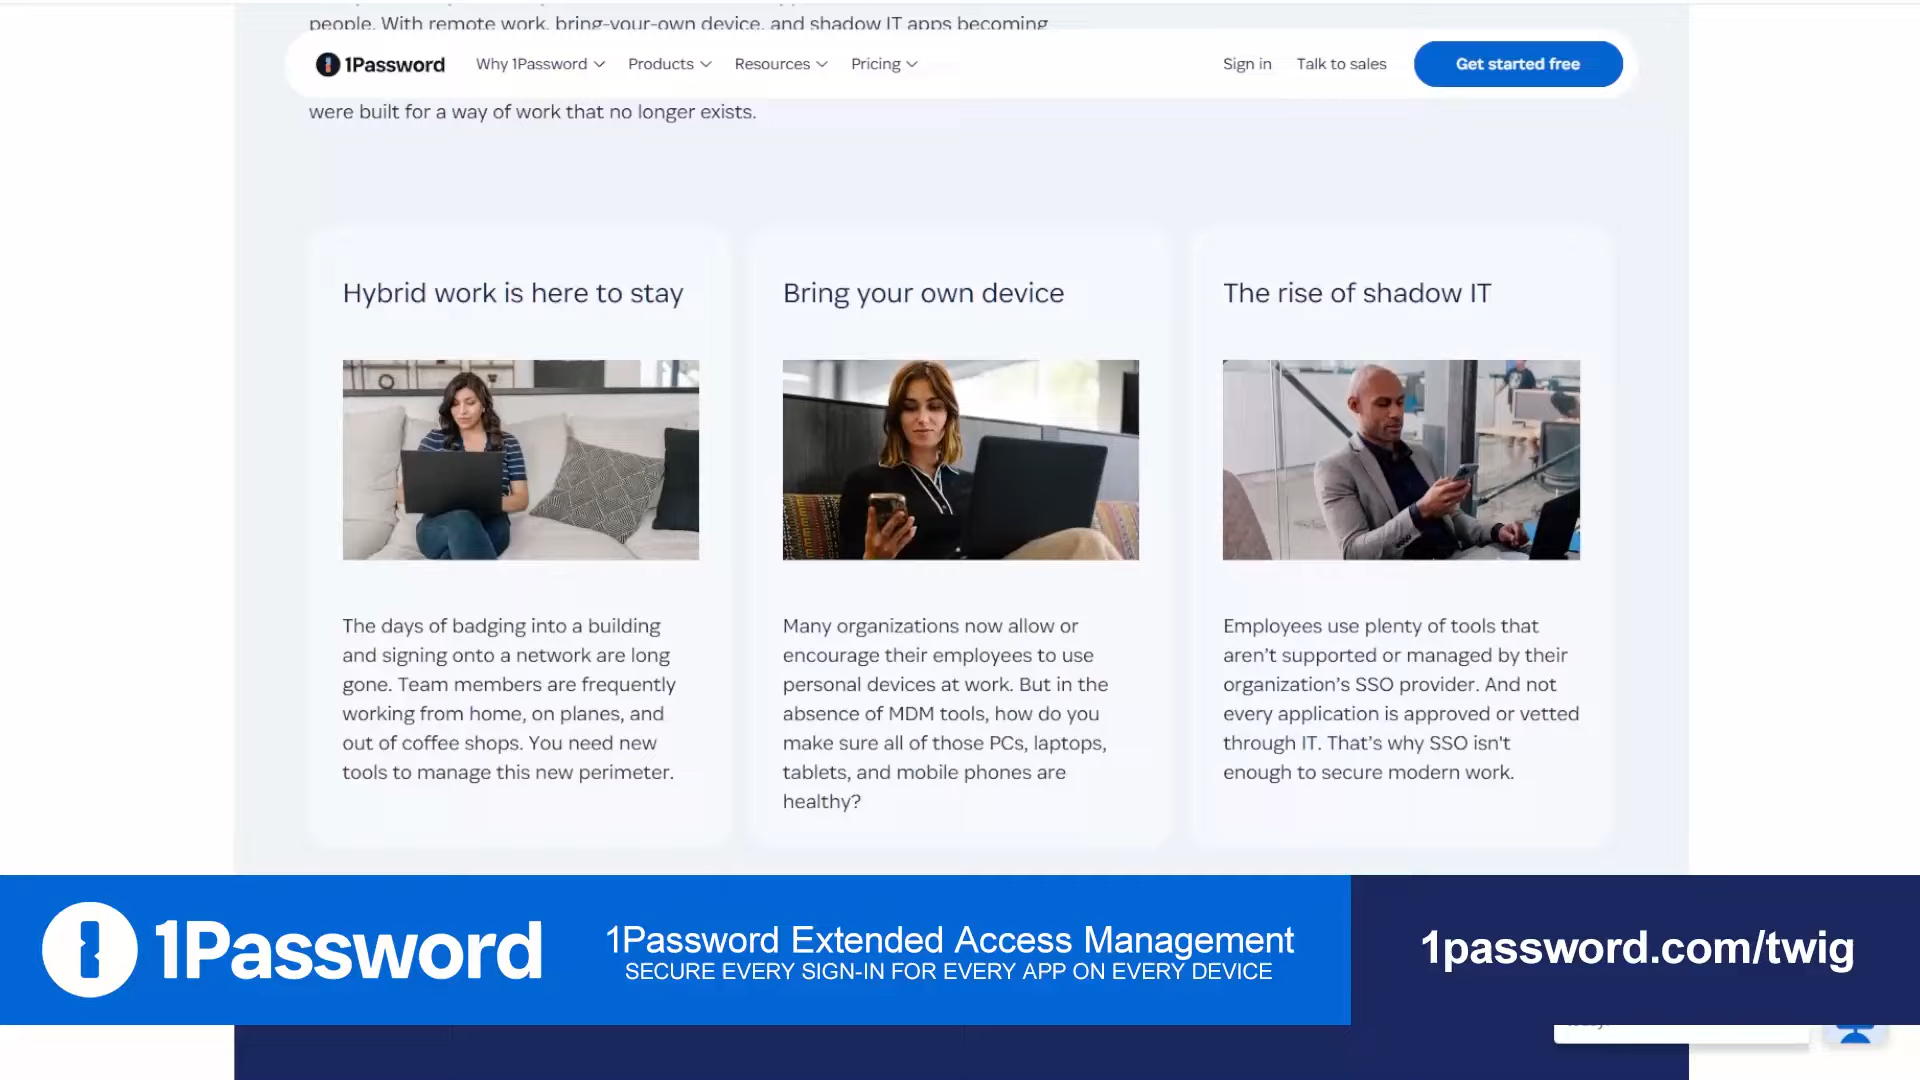 people. With remote work, bring-your-own device, and shadow IT apps becoming
1Password
Why 1Password
Products
Resources
Pricing
Sign in
Talk to sales
Get started free
were built for a way of work that no longer exists.
Hybrid work is here to stay
The days of badging into a building
and signing onto a network are long
gone. Team members are frequently
working from home, on planes, and
out of coffee shops. You need new
tools to manage this new perimeter.
Bring your own device
Many organizations now allow or
encourage their employees to use
personal devices at work. But in the
absence of MDM tools, how do you
make sure all of those PCs, laptops,
tablets, and mobile phones are
healthy?
The rise of shadow IT
Employees use plenty of tools that
aren’t supported or managed by their
organization’s SSO provider. And not
every application is approved or vetted
through IT. That’s why SSO isn't
enough to secure modern work.
1Password
1Password Extended Access Management
SECURE EVERY SIGN-IN FOR EVERY APP ON EVERY DEVICE
1password.com/twig